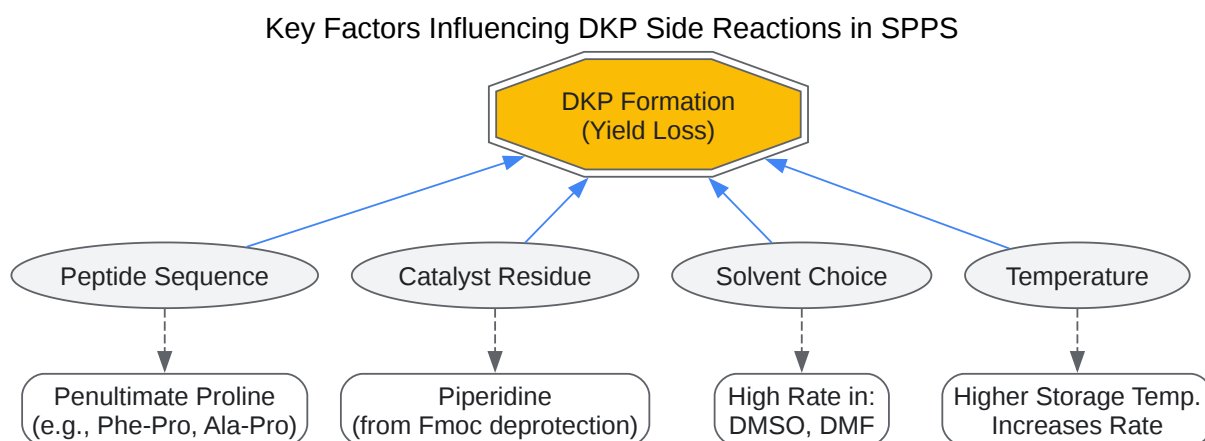 Key Factors Influencing DKP Side Reactions in SPPS
DKP Formation
(Yield Loss)
Peptide Sequence
Catalyst Residue
Solvent Choice
Temperature
Penultimate Proline
(e.g., Phe-Pro, Ala-Pro)
Piperidine
(from Fmoc deprotection)
High Rate in:
DMSO, DMF
Higher Storage Temp.
Increases Rate